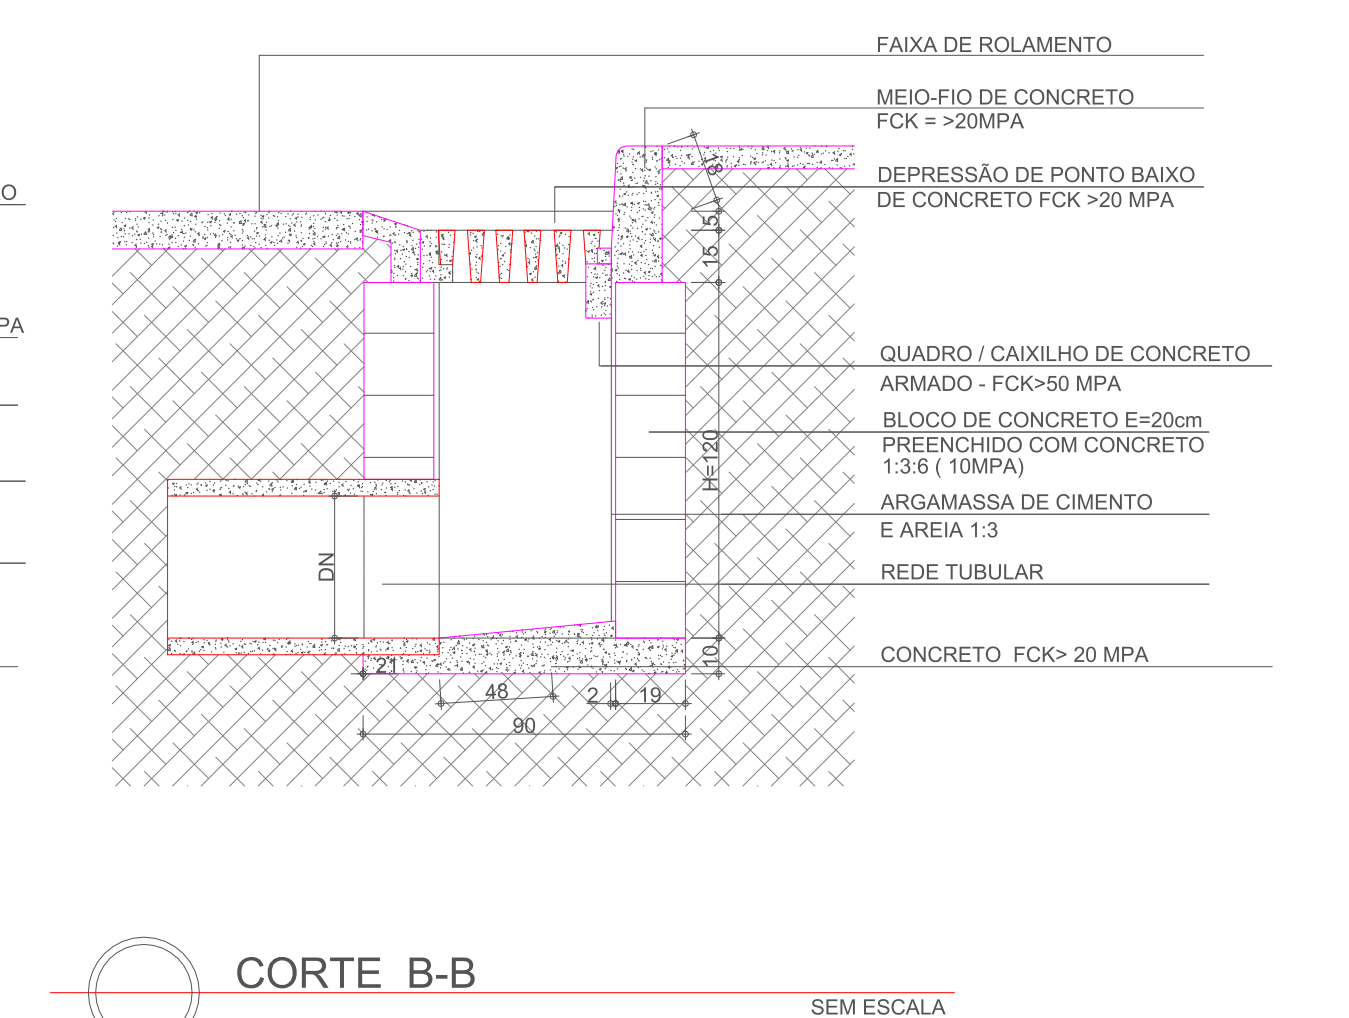 FAIXA DE ROLAMENTO
MEIO-FIO DE CONCRETO
FCK = >20MPA
18
O
DEPRESSÃO DE PONTO BAIXO
DE CONCRETO FCK >20 MPA
5
15
PA
QUADRO / CAIXILHO DE CONCRETO
ARMADO - FCK>50 MPA
BLOCO DE CONCRETO E=20cm
PREENCHIDO COM CONCRETO
1:3:6 ( 10MPA)
H=120
ARGAMASSA DE CIMENTO
E AREIA 1:3
DN
REDE TUBULAR
CONCRETO FCK> 20 MPA
10
21
48
2
19
90
CORTE B-B
SEM ESCALA